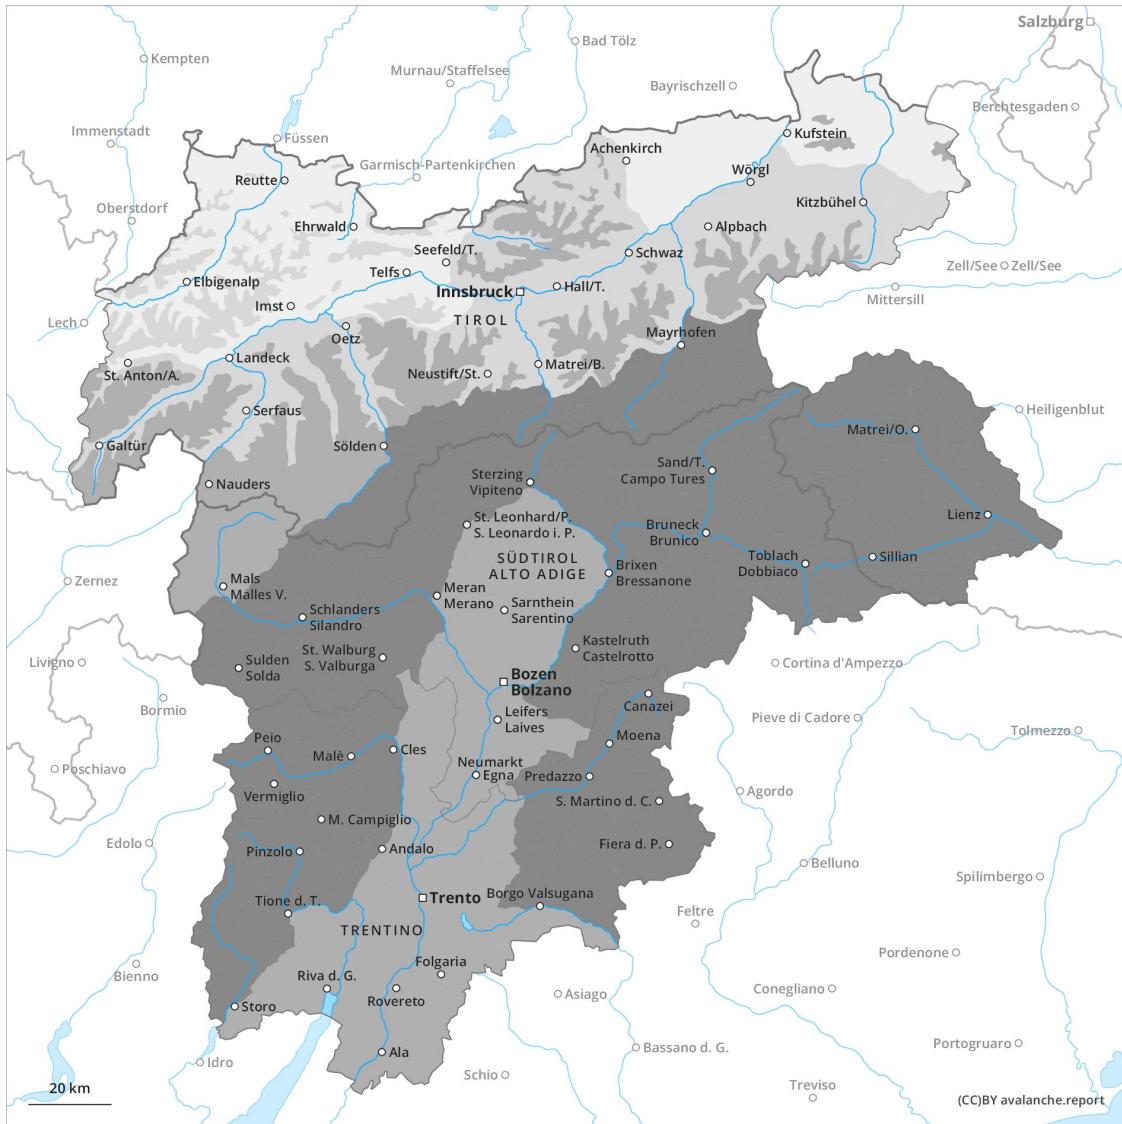 Salzburg
Bad Tölz
Kempten
Murnau/Staffelsee
Bayrischzell
Berchtesgaden
Immenstadt
Füssen
Kufstein
Achenkirch
Garmisch-Partenkirchen
Wörgl
Reutte
Kitzbühel
Oberstdorf
Ehrwald
Alpbach
Seefeld/T.
Schwaz
Telfs
Zell/See
Zell/See
Elbigenalp
Hall/T.
Innsbruck
Mittersill
Imst
TIROL
Lech
Oetz
Mayrhofen
Landeck
Matrei/B.
St. Anton/A.
Neustift/St.
Serfaus
Heiligenblut
Matrei/O.
Galtür
Sölden
Sand/T.
Campo Tures
Sterzing
Vipiteno
Nauders
Lienz
St. Leonhard/P.
S. Leonardo i. P.
Bruneck
Brunico
SÜDTIROL
ALTO ADIGE
Toblach
Dobbiaco
Sillian
Brixen
Bressanone
Zernez
Mals
Malles V.
Meran
Merano
Sarnthein
Sarentino
Schlanders
Silandro
Kastelruth
Castelrotto
St. Walburg
S. Valburga
Livigno
Sulden
Solda
Cortina d'Ampezzo
Bozen
Bolzano
Bormio
Canazei
Leifers
Laives
Pieve di Cadore
Tolmezzo
Moena
Peio
Malè
Cles
Neumarkt
Egna
Poschiavo
Predazzo
Vermiglio
Agordo
S. Martino d. C.
M. Campiglio
Edolo
Fiera d. P.
Pinzolo
Andalo
Belluno
Spilimbergo
Borgo Valsugana
Trento
Tione d. T.
Feltre
TRENTINO
Pordenone
Folgaria
Bienno
Riva d. G.
Conegliano
Rovereto
Asiago
Storo
Portogruaro
Bassano d. G.
Ala
Idro
Schio
Treviso
20 km
(CC)BY avalanche.report